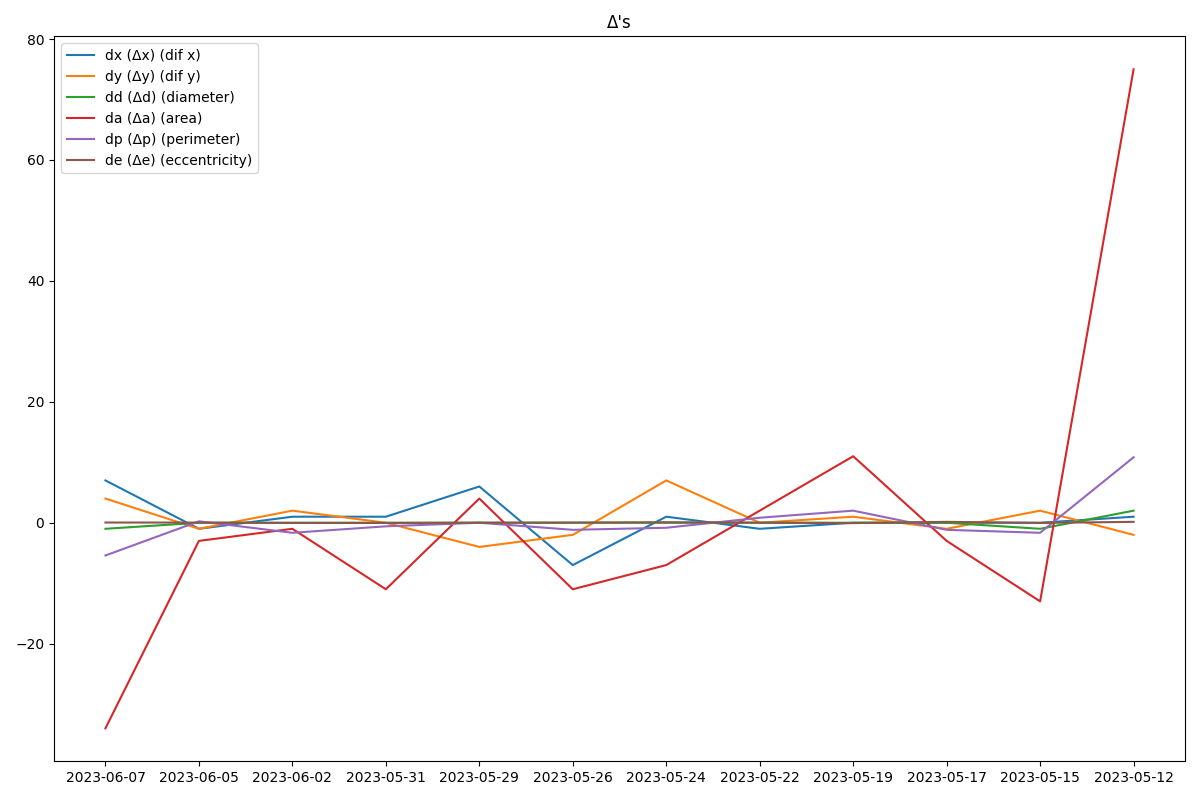 Δ's
80
60
40
20
0
−20
dx (Δx) (dif x)
dy (Δy) (dif y)
dd (Δd) (diameter)
da (Δa) (area)
dp (Δp) (perimeter)
de (Δe) (eccentricity)
2023-06-07 2023-06-05 2023-06-02 2023-05-31 2023-05-29 2023-05-26 2023-05-24 2023-05-22 2023-05-19 2023-05-17 2023-05-15 2023-05-12